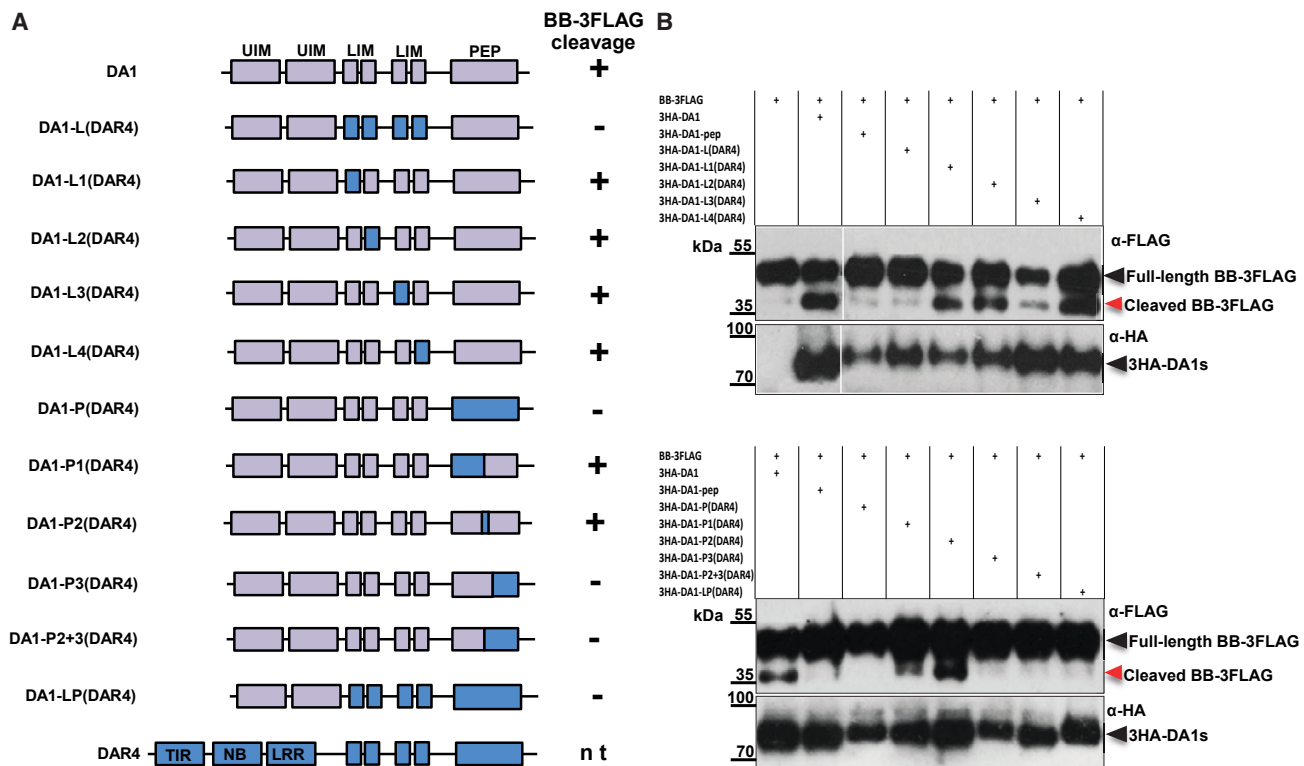 A
BB-3FLAG
cleavage
UIM UIM LIM LIM PEP
DA1 +
DA1-L(DAR4) -
DA1-L1(DAR4) +
DA1-L2(DAR4) +
DA1-L3(DAR4) +
DA1-L4(DAR4) +
DA1-P(DAR4) -
DA1-P1(DAR4) +
DA1-P2(DAR4) +
DA1-P3(DAR4) -
DA1-P2+3(DAR4) -
DA1-LP(DAR4) -
DAR4 TIR NB LRR n t
B
BB-3FLAG + + + + + + + +
3HA-DA1 +
3HA-DA1-pep +
3HA-DA1-L(DAR4) +
3HA-DA1-L1(DAR4) +
3HA-DA1-L2(DAR4) +
3HA-DA1-L3(DAR4) +
3HA-DA1-L4(DAR4) +
kDa 55 α-FLAG
Full-length BB-3FLAG
35 Cleaved BB-3FLAG
100 α-HA
3HA-DA1s
70
BB-3FLAG + + + + + + + +
3HA-DA1 +
3HA-DA1-pep +
3HA-DA1-P(DAR4) +
3HA-DA1-P1(DAR4) +
3HA-DA1-P2(DAR4) +
3HA-DA1-P3(DAR4) +
3HA-DA1-P2+3(DAR4) +
3HA-DA1-LP(DAR4) +
kDa 55 α-FLAG
Full-length BB-3FLAG
35 Cleaved BB-3FLAG
100 α-HA
3HA-DA1s
70